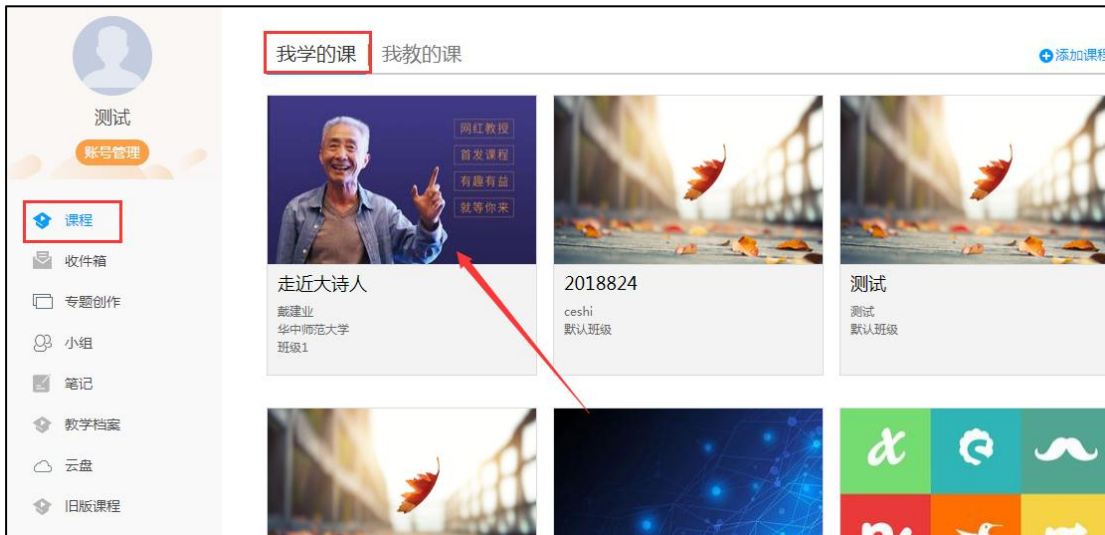 测试
账号管理
课程
收件箱
专题创作
小组
笔记
教学档案
云盘
旧版课程
我学的课 | 我教的课
添加课程
网红教授
首发课程
有趣有益
就等你来
走近大诗人
戴建业
华中师范大学
班级1
2018824
ceshi
默认班级
测试
测试
默认班级